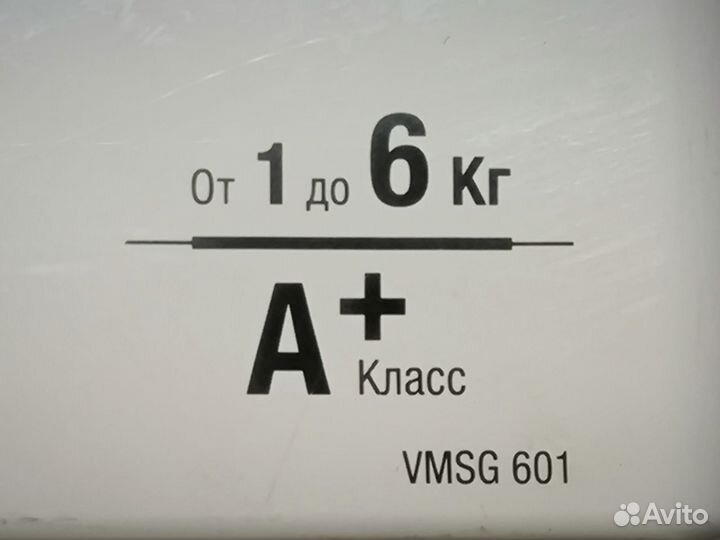 От 1 до 6 Кг
A+ Класс
VMSG 601
Avito